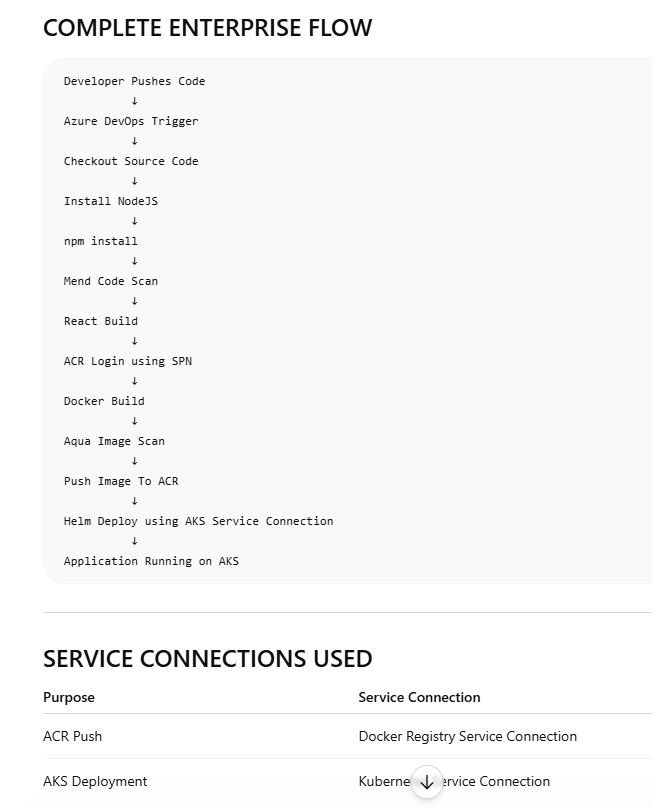 COMPLETE ENTERPRISE FLOW
Developer Pushes Code
↓
Azure DevOps Trigger
↓
Checkout Source Code
↓
Install NodeJS
↓
npm install
↓
Mend Code Scan
↓
React Build
↓
ACR Login using SPN
↓
Docker Build
↓
Aqua Image Scan
↓
Push Image To ACR
↓
Helm Deploy using AKS Service Connection
↓
Application Running on AKS
SERVICE CONNECTIONS USED
Purpose Service Connection
ACR Push Docker Registry Service Connection
AKS Deployment Connection